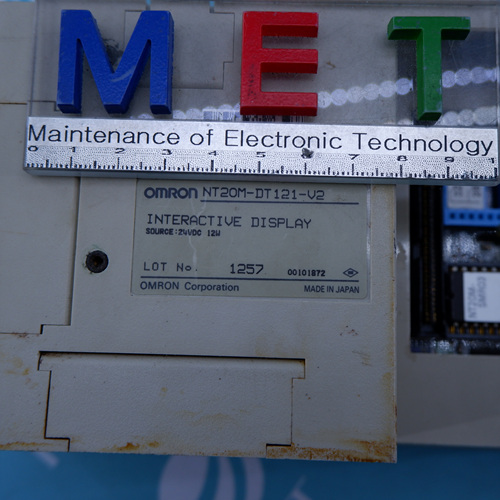 MET
Maintenance of Electronic Technology
0 1 2 3 4 5 6 7 8 9 1
OMRON NT20M-DT121-V2
INTERACTIVE DISPLAY
SOURCE:24VDC 12W
LOT No. 1257 00101872
OMRON Corporation MADE IN JAPAN